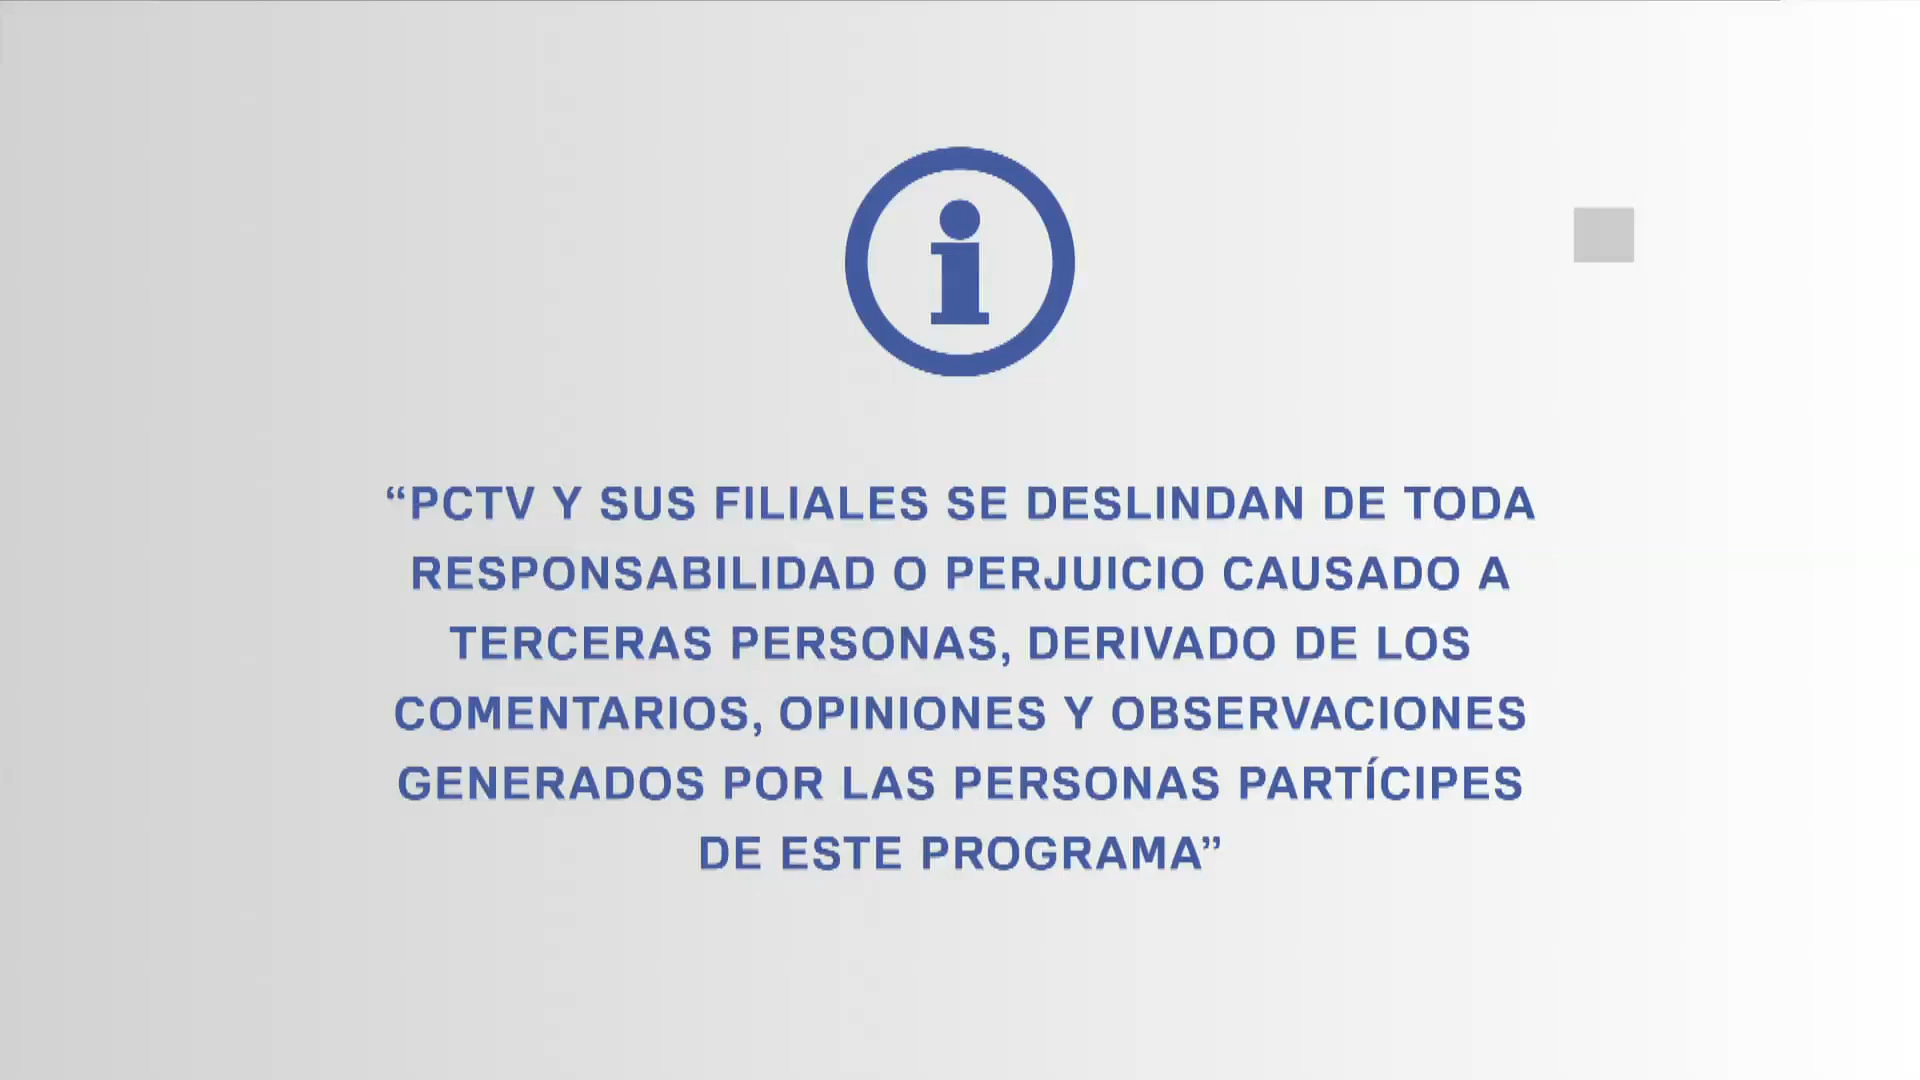 “PCTV Y SUS FILIALES SE DESLINDAN DE TODA
RESPONSABILIDAD O PERJUICIO CAUSADO A
TERCERAS PERSONAS, DERIVADO DE LOS
COMENTARIOS, OPINIONES Y OBSERVACIONES
GENERADOS POR LAS PERSONAS PARTÍCIPES
DE ESTE PROGRAMA”